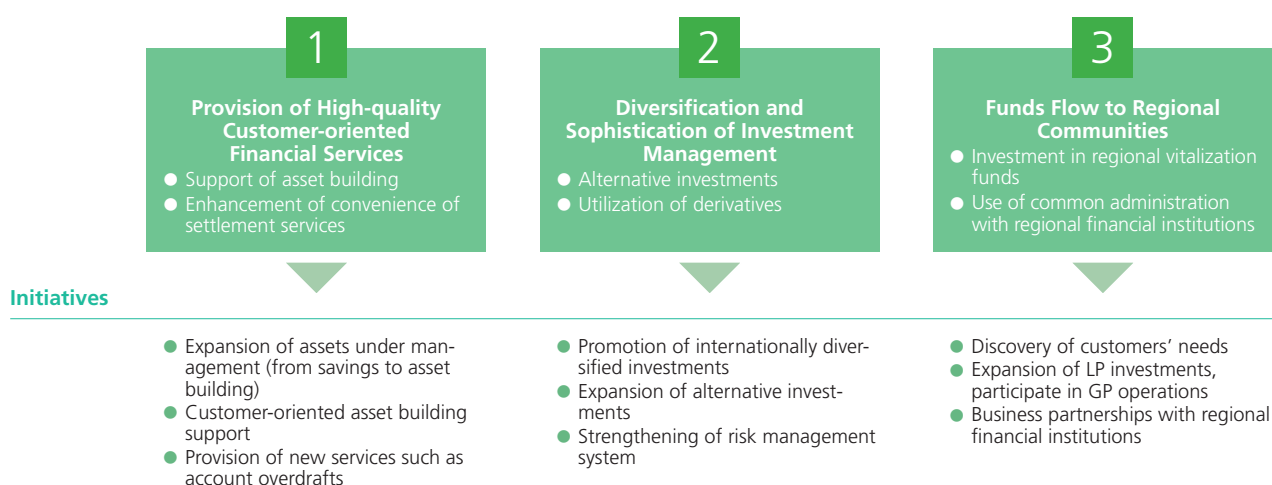 1
Provision of High-quality
Customer-oriented
Financial Services
● Support of asset building
● Enhancement of convenience of
settlement services
2
Diversification and
Sophistication of Investment
Management
● Alternative investments
● Utilization of derivatives
3
Funds Flow to Regional
Communities
● Investment in regional vitalization
funds
● Use of common administration
with regional financial institutions
Initiatives
● Expansion of assets under man-
agement (from savings to asset
building)
● Customer-oriented asset building
support
● Provision of new services such as
account overdrafts
● Promotion of internationally diver-
sified investments
● Expansion of alternative invest-
ments
● Strengthening of risk management
system
● Discovery of customers’ needs
● Expansion of LP investments,
participate in GP operations
● Business partnerships with regional
financial institutions